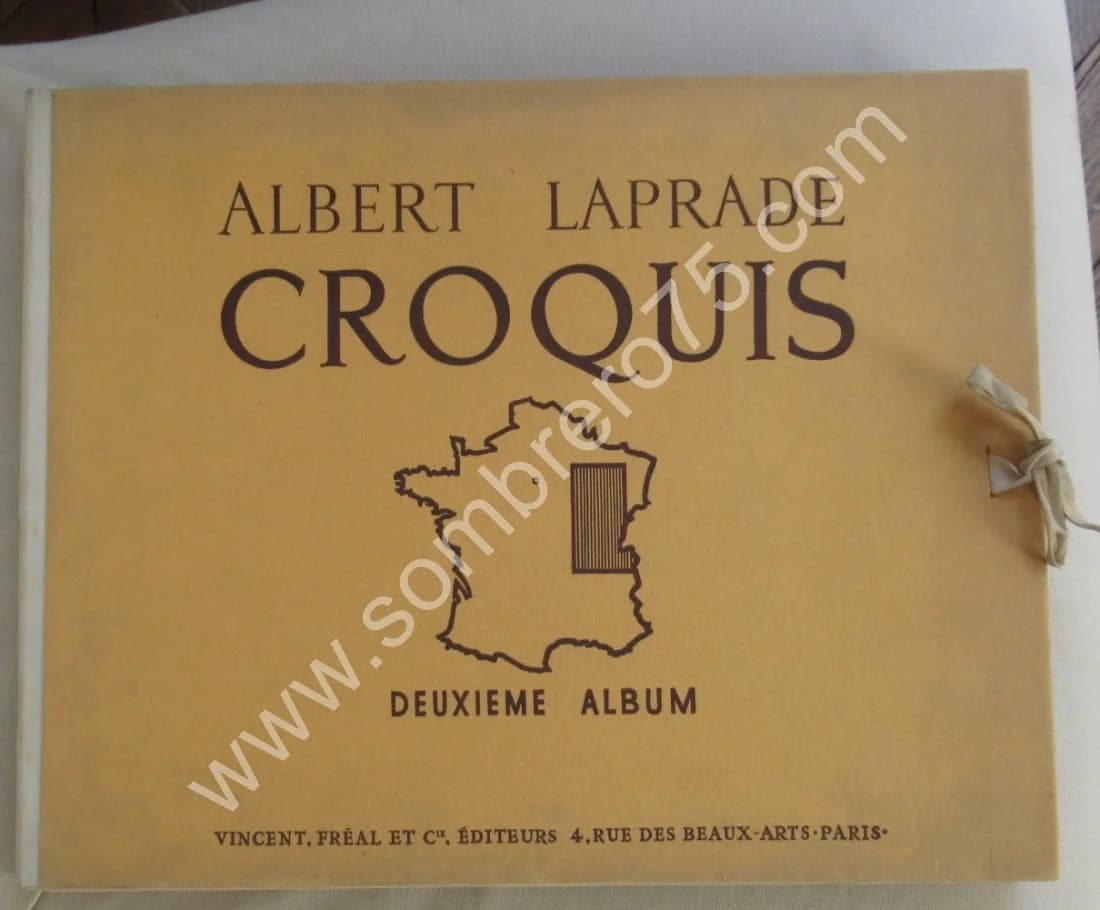 ALBERT LAPRADE
CROQUIS
DEUXIEME ALBUM
VINCENT, FRÉAL ET Cᴵᴱ, ÉDITEURS 4, RUE DES BEAUX-ARTS · PARIS·
www.sombrero75.com